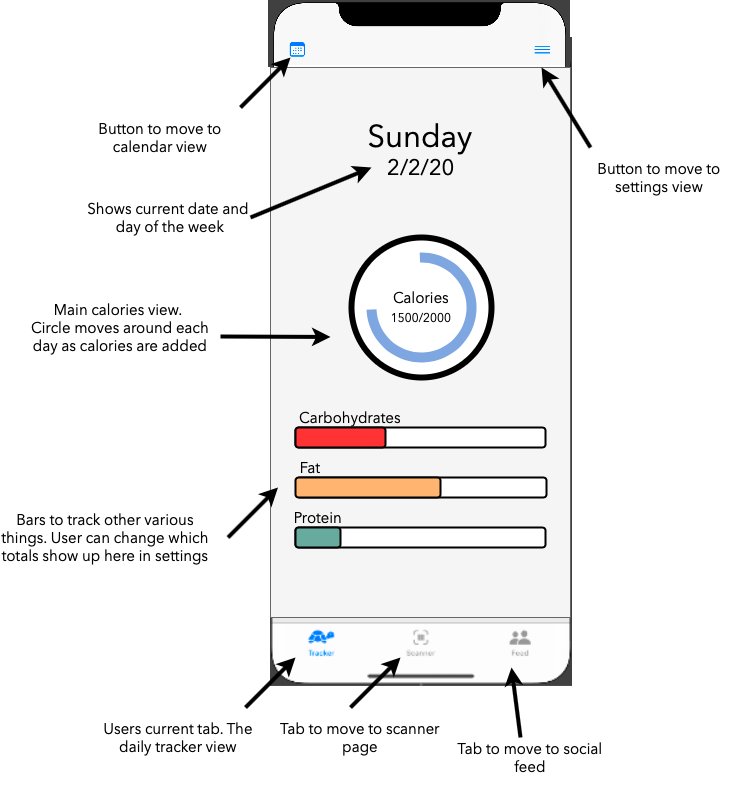 Button to move to
calendar view
Button to move to
settings view
Sunday
2/2/20
Shows current date and
day of the week
Main calories view.
Circle moves around each
day as calories are added
Calories
1500/2000
Carbohydrates
Fat
Protein
Bars to track other various
things. User can change which
totals show up here in settings
Tracker
Scanner
Feed
Users current tab. The
daily tracker view
Tab to move to scanner
page
Tab to move to social
feed